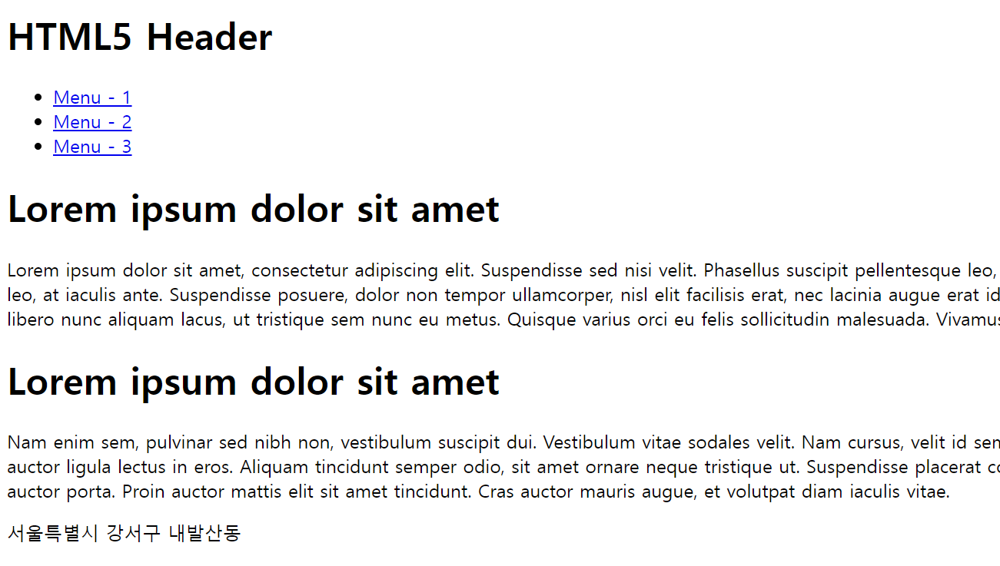 HTML5 Header
Menu - 1
Menu - 2
Menu - 3
Lorem ipsum dolor sit amet
Lorem ipsum dolor sit amet, consectetur adipiscing elit. Suspendisse sed nisi velit. Phasellus suscipit pellentesque leo,
leo, at iaculis ante. Suspendisse posuere, dolor non tempor ullamcorper, nisl elit facilisis erat, nec lacinia augue erat id
libero nunc aliquam lacus, ut tristique sem nunc eu metus. Quisque varius orci eu felis sollicitudin malesuada. Vivamus
Lorem ipsum dolor sit amet
Nam enim sem, pulvinar sed nibh non, vestibulum suscipit dui. Vestibulum vitae sodales velit. Nam cursus, velit id
auctor ligula lectus in eros. Aliquam tincidunt semper odio, sit amet ornare neque tristique ut. Suspendisse placerat
auctor porta. Proin auctor mattis elit sit amet tincidunt. Cras auctor mauris augue, et volutpat diam iaculis vitae.
서울특별시 강서구 내발산동